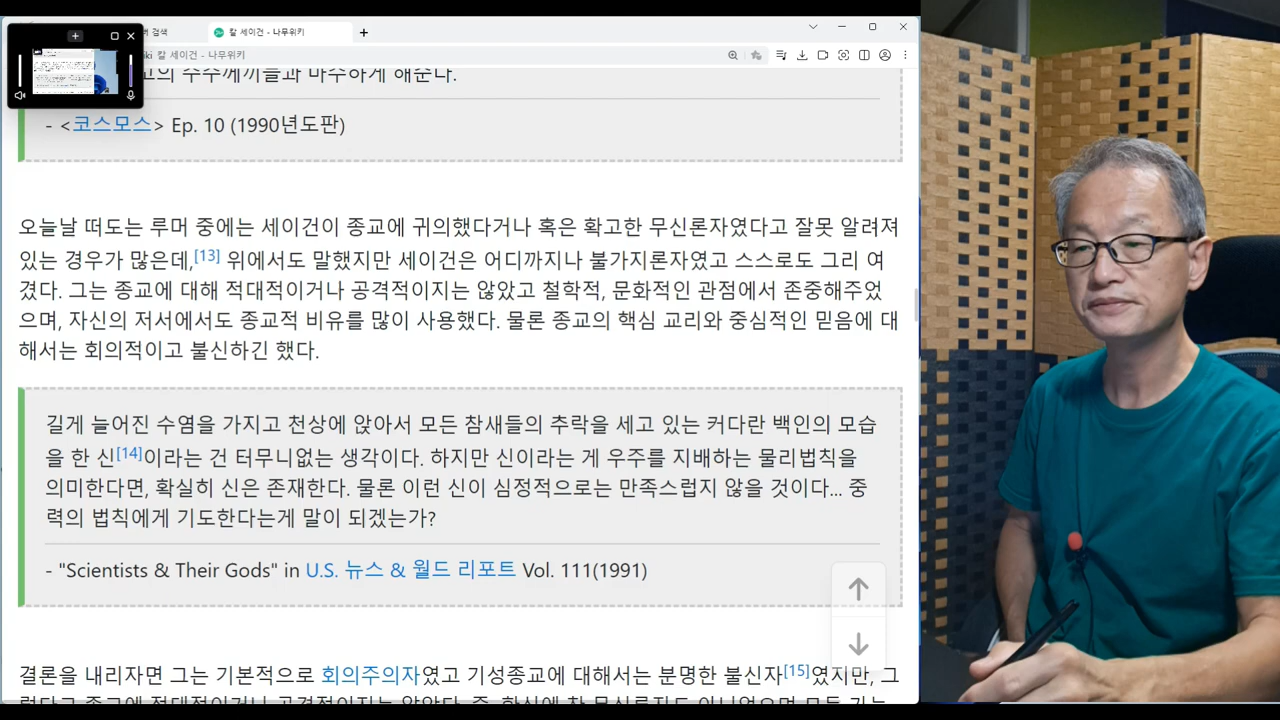 검색
칼 세이건 - 나무위키
칼 세이건 - 나무위키
수수께끼들과 마주하게 해준다.
- <코스모스> Ep. 10 (1990년도판)
오늘날 떠도는 루머 중에는 세이건이 종교에 귀의했다거나 혹은 확고한 무신론자였다고 잘못 알려져
있는 경우가 많은데,[13] 위에서도 말했지만 세이건은 어디까지나 불가지론자였고 스스로도 그리 여
겼다. 그는 종교에 대해 적대적이거나 공격적이지는 않았고 철학적, 문화적인 관점에서 존중해주었
으며, 자신의 저서에서도 종교적 비유를 많이 사용했다. 물론 종교의 핵심 교리와 중심적인 믿음에 대
해서는 회의적이고 불신하긴 했다.
길게 늘어진 수염을 가지고 천상에 앉아서 모든 참새들의 추락을 세고 있는 커다란 백인의 모습
을 한 신[14]이라는 건 터무니없는 생각이다. 하지만 신이라는 게 우주를 지배하는 물리법칙을
의미한다면, 확실히 신은 존재한다. 물론 이런 신이 심정적으로는 만족스럽지 않을 것이다... 중
력의 법칙에게 기도한다는게 말이 되겠는가?
- "Scientists & Their Gods" in U.S. 뉴스 & 월드 리포트 Vol. 111(1991)
결론을 내리자면 그는 기본적으로 회의주의자였고 기성종교에 대해서는 분명한 불신자[15]였지만, 그